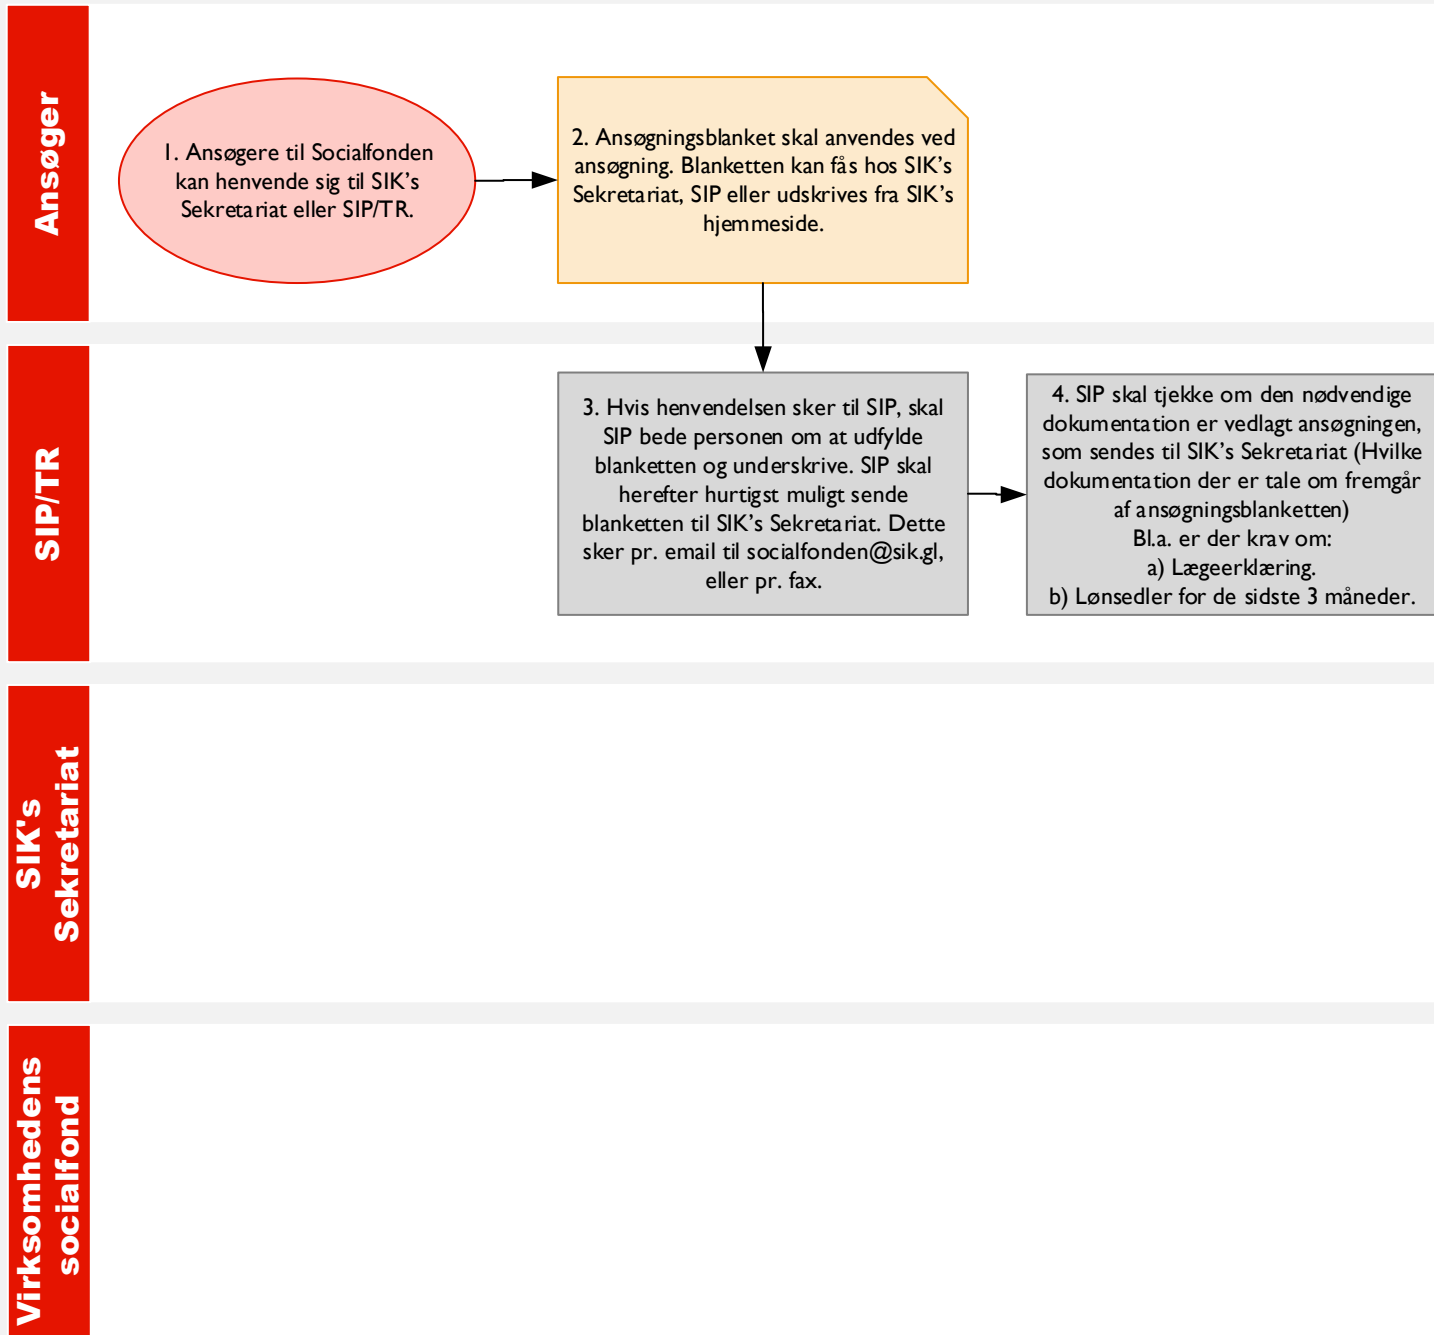 Ansøger
1. Ansøgere til Socialfonden
kan henvende sig til SIK's
Sekretariat eller SIP/TR.
2. Ansøgningsblanket skal anvendes ved
ansøgning. Blanketten kan fås hos SIK's
Sekretariat, SIP eller udskrives fra SIK's
hjemmeside.
SIP/TR
3. Hvis henvendelsen sker til SIP, skal
SIP bede personen om at udfylde
blanketten og underskrive. SIP skal
herefter hurtigst muligt sende
blanketten til SIK's Sekretariat. Dette
sker pr. email til socialfonden@sik.gl,
eller pr. fax.
4. SIP skal tjekke om den nødvendige
dokumentation er vedlagt ansøgningen,
som sendes til SIK's Sekretariat (Hvilke
dokumentation der er tale om fremgår
af ansøgningsblanketten)
Bl.a. er der krav om:
a) Lægeerklæring.
b) Lønsedler for de sidste 3 måneder.
SIK's
Sekretariat
Virksomhedens
socialfond